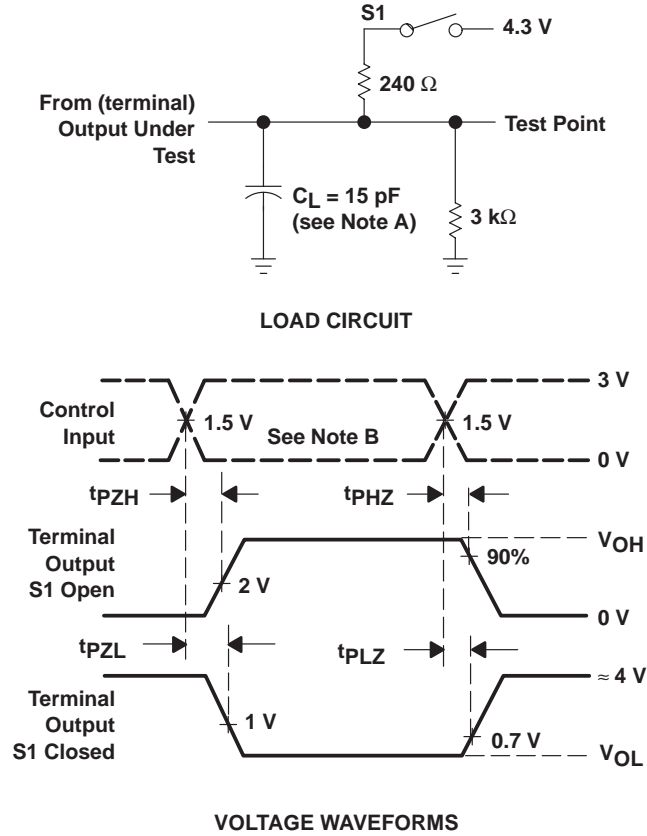 S1
4.3 V
240 Ω
From (terminal)
Output Under
Test
Test Point
CL = 15 pF
(see Note A)
3 kΩ
LOAD CIRCUIT
3 V
Control
Input
1.5 V
See Note B
1.5 V
0 V
tPZH
tPHZ
Terminal
Output
S1 Open
VOH
90%
2 V
0 V
tPZL
tPLZ
≈ 4 V
Terminal
Output
S1 Closed
1 V
0.7 V
VOL
VOLTAGE WAVEFORMS